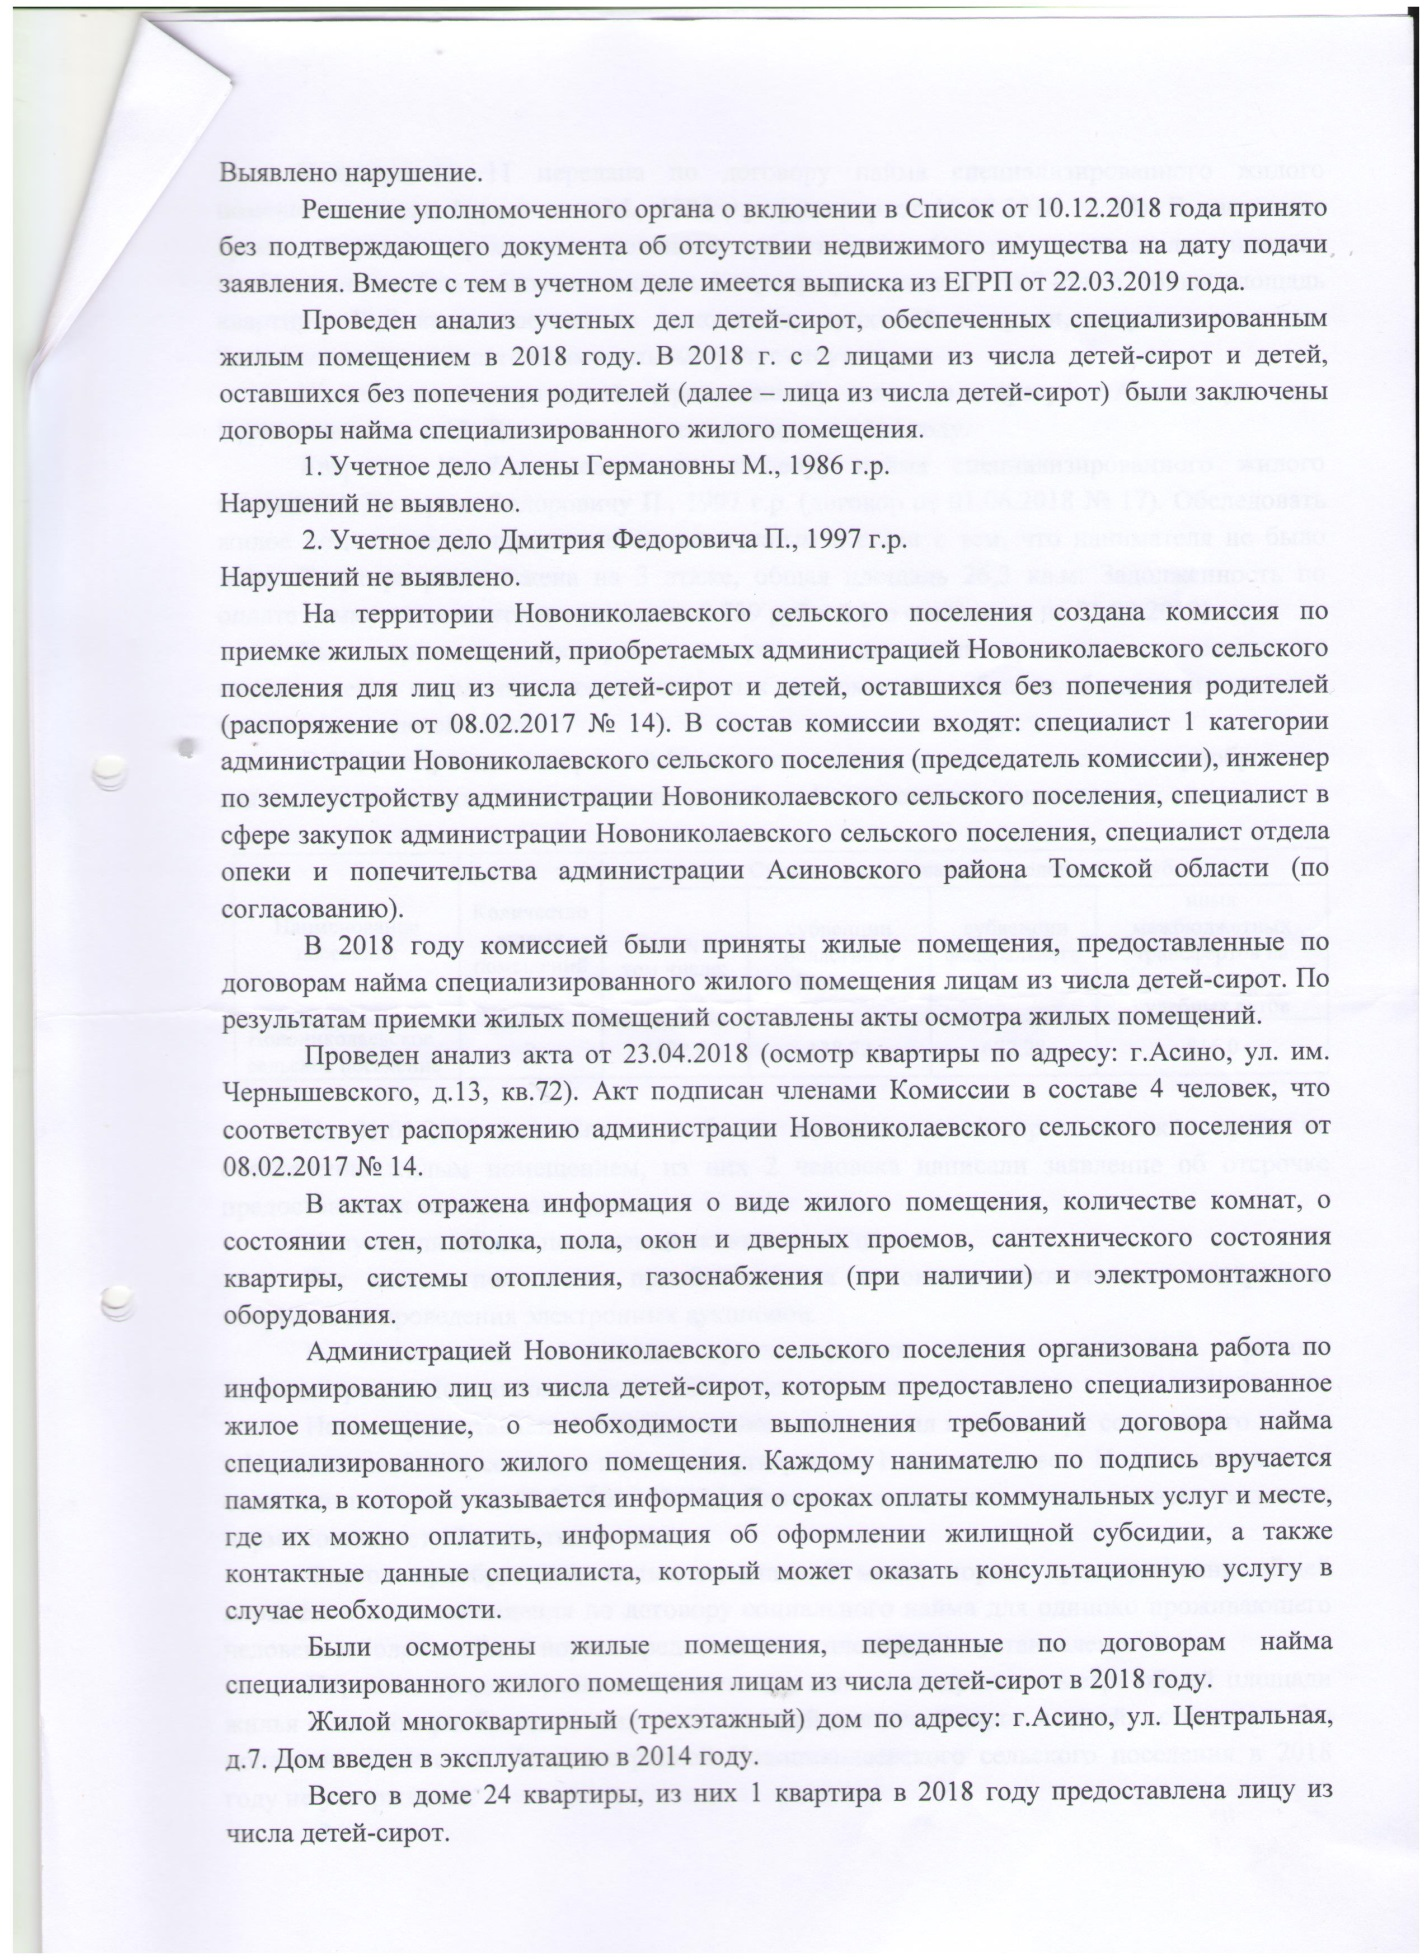 Выявлено нарушение.
Решение уполномоченного органа о включении в Список от 10.12.2018 года принято
без подтверждающего документа об отсутствии недвижимого имущества на дату подачи
заявления. Вместе с тем в учетном деле имеется выписка из ЕГРП от 22.03.2019 года.
Проведен анализ учетных дел детей-сирот, обеспеченных специализированным
жилым помещением в 2018 году. В 2018 г. с 2 лицами из числа детей-сирот и детей,
оставшихся без попечения родителей (далее – лица из числа детей-сирот) были заключены
договоры найма специализированного жилого помещения.
1. Учетное дело Алены Германовны М., 1986 г.р.
Нарушений не выявлено.
2. Учетное дело Дмитрия Федоровича П., 1997 г.р.
Нарушений не выявлено.
На территории Новониколаевского сельского поселения создана комиссия по
приемке жилых помещений, приобретаемых администрацией Новониколаевского сельского
поселения для лиц из числа детей-сирот и детей, оставшихся без попечения родителей
(распоряжение от 08.02.2017 № 14). В состав комиссии входят: специалист 1 категории
администрации Новониколаевского сельского поселения (председатель комиссии), инженер
по землеустройству администрации Новониколаевского сельского поселения, специалист в
сфере закупок администрации Новониколаевского сельского поселения, специалист отдела
опеки и попечительства администрации Асиновского района Томской области (по
согласованию).
В 2018 году комиссией были приняты жилые помещения, предоставленные по
договорам найма специализированного жилого помещения лицам из числа детей-сирот. По
результатам приемки жилых помещений составлены акты осмотра жилых помещений.
Проведен анализ акта от 23.04.2018 (осмотр квартиры по адресу: г.Асино, ул. им.
Чернышевского, д.13, кв.72). Акт подписан членами Комиссии в составе 4 человек, что
соответствует распоряжению администрации Новониколаевского сельского поселения от
08.02.2017 № 14.
В актах отражена информация о виде жилого помещения, количестве комнат, о
состоянии стен, потолка, пола, окон и дверных проемов, сантехнического состояния
квартиры, системы отопления, газоснабжения (при наличии) и электромонтажного
оборудования.
Администрацией Новониколаевского сельского поселения организована работа по
информированию лиц из числа детей-сирот, которым предоставлено специализированное
жилое помещение, о необходимости выполнения требований договора найма
специализированного жилого помещения. Каждому нанимателю по подпись вручается
памятка, в которой указывается информация о сроках оплаты коммунальных услуг и месте,
где их можно оплатить, информация об оформлении жилищной субсидии, а также
контактные данные специалиста, который может оказать консультационную услугу в
случае необходимости.
Были осмотрены жилые помещения, переданные по договорам найма
специализированного жилого помещения лицам из числа детей-сирот в 2018 году.
Жилой многоквартирный (трехэтажный) дом по адресу: г.Асино, ул. Центральная,
д.7. Дом введен в эксплуатацию в 2014 году.
Всего в доме 24 квартиры, из них 1 квартира в 2018 году предоставлена лицу из
числа детей-сирот.